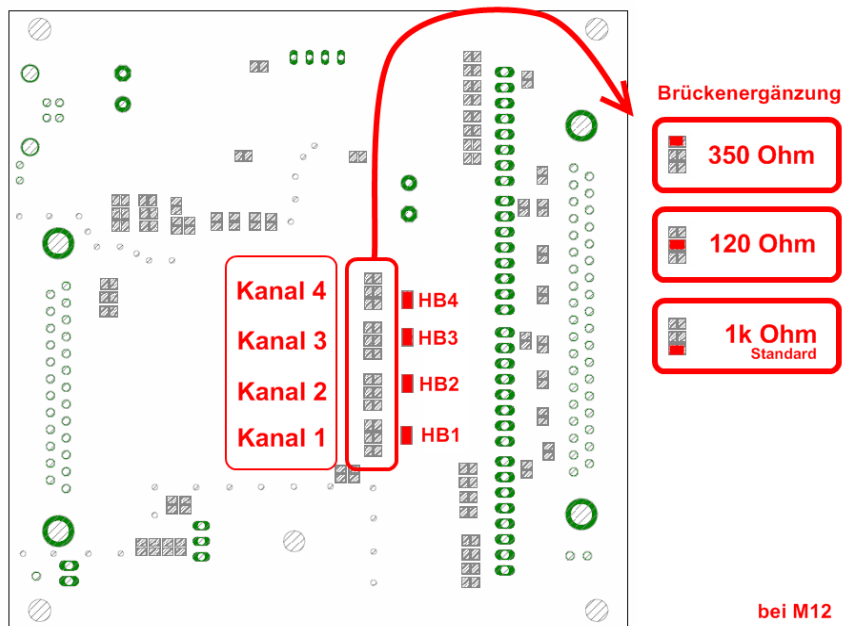 Brückenergänzung
350 Ohm
120 Ohm
1k Ohm
Standard
Kanal 4
HB4
Kanal 3
HB3
Kanal 2
HB2
Kanal 1
HB1
bei M12